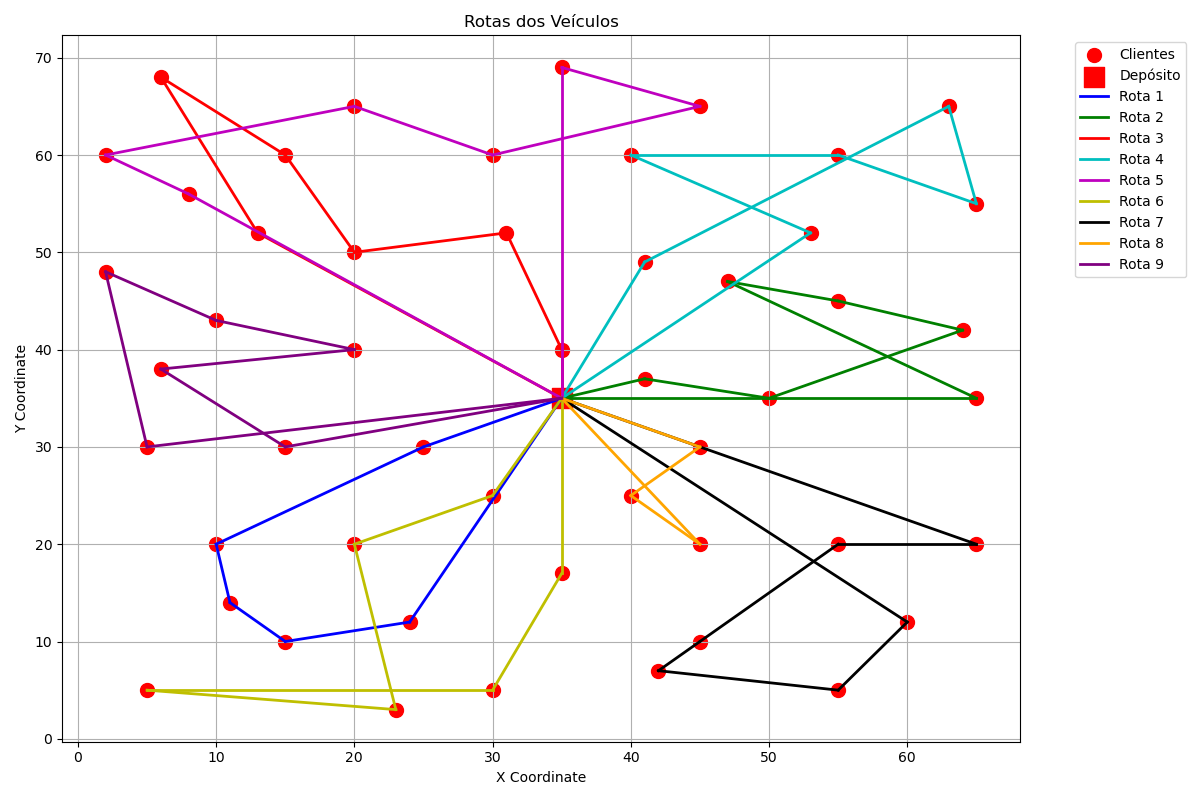 Rotas dos Veículos
70
60
50
40
30
20
10
0
Y Coordinate
0 10 20 30 40 50 60
X Coordinate
Clientes
Depósito
Rota 1
Rota 2
Rota 3
Rota 4
Rota 5
Rota 6
Rota 7
Rota 8
Rota 9